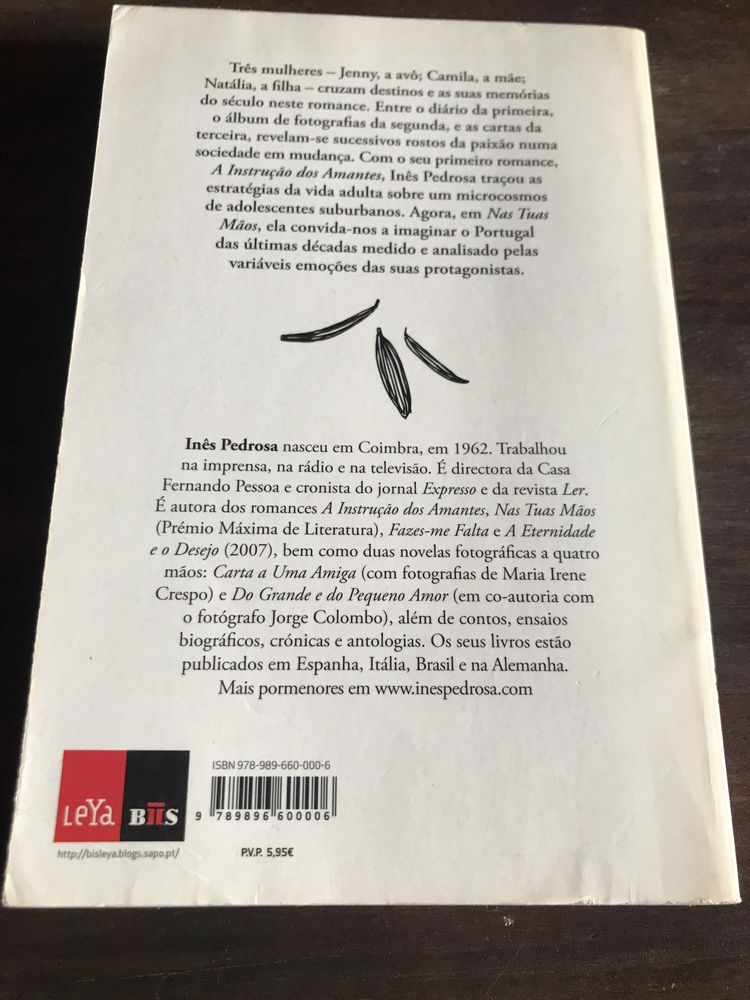 Três mulheres – Jenny, a avô; Camila, a mãe;
Natália, a filha – cruzam destinos e as suas memórias
do século neste romance. Entre o diário da primeira,
o álbum de fotografias da segunda, e as cartas da
terceira, revelam-se sucessivos rostos da paixão numa
sociedade em mudança. Com o seu primeiro romance,
A Instrução dos Amantes, Inês Pedrosa traçou as
estratégias da vida adulta sobre um microcosmos
de adolescentes suburbanos. Agora, em Nas Tuas
Mãos, ela convida-nos a imaginar o Portugal
das últimas décadas medido e analisado pelas
variáveis emoções das suas protagonistas.
Inês Pedrosa nasceu em Coimbra, em 1962. Trabalhou
na imprensa, na rádio e na televisão. É directora da Casa
Fernando Pessoa e cronista do jornal Expresso e da revista Ler.
É autora dos romances A Instrução dos Amantes, Nas Tuas Mãos
(Prémio Máxima de Literatura), Fazes-me Falta e A Eternidade
e o Desejo (2007), bem como duas novelas fotográficas a quatro
mãos: Carta a Uma Amiga (com fotografias de Maria Irene
Crespo) e Do Grande e do Pequeno Amor (em co-autoria com
o fotógrafo Jorge Colombo), além de contos, ensaios
biográficos, crónicas e antologias. Os seus livros estão
publicados em Espanha, Itália, Brasil e na Alemanha.
Mais pormenores em www.inespedrosa.com
LeYa BIIS
http://bisleya.blogs.sapo.pt/
ISBN 978-989-660-000-6
9 789896 600006
P.V.P. 5,95€